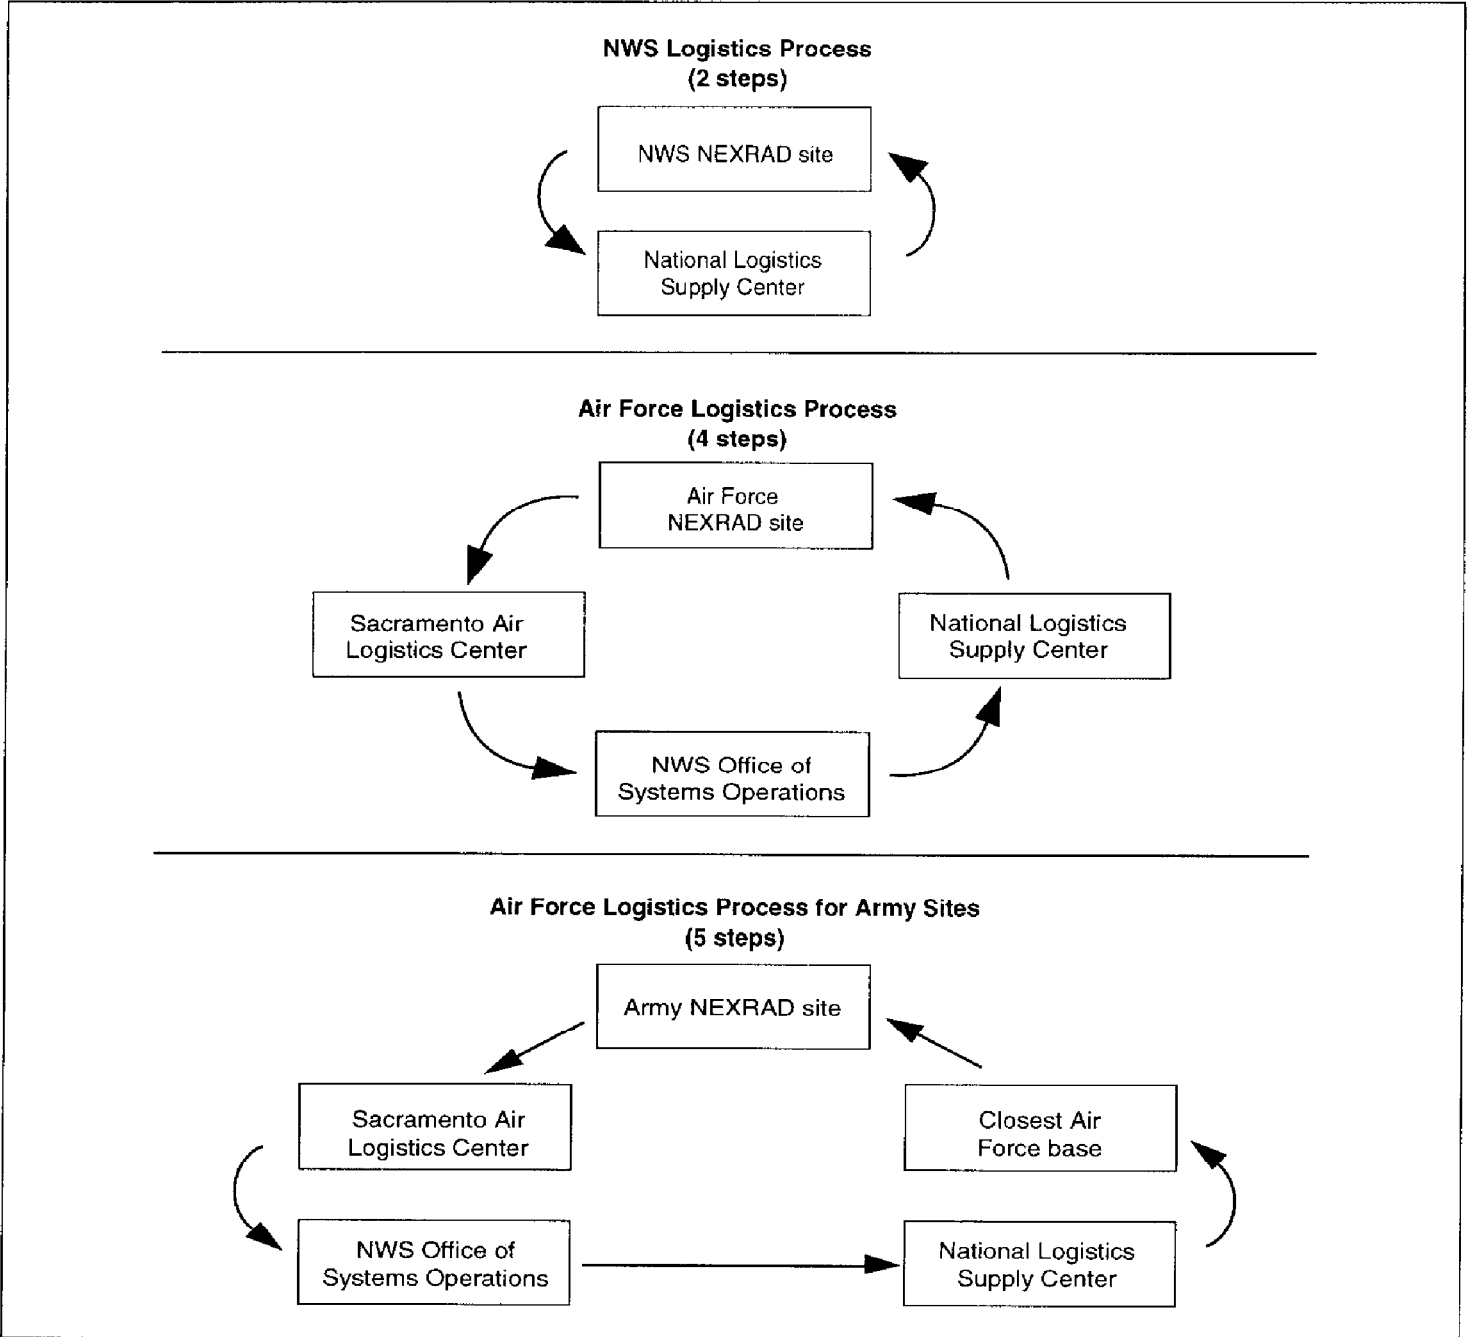 NWS Logistics Process
(2 steps)
NWS NEXRAD site
National Logistics
Supply Center
Air Force Logistics Process
(4 steps)
Air Force
NEXRAD site
Sacramento Air
Logistics Center
National Logistics
Supply Center
NWS Office of
Systems Operations
Air Force Logistics Process for Army Sites
(5 steps)
Army NEXRAD site
Sacramento Air
Logistics Center
Closest Air
Force base
NWS Office of
Systems Operations
National Logistics
Supply Center